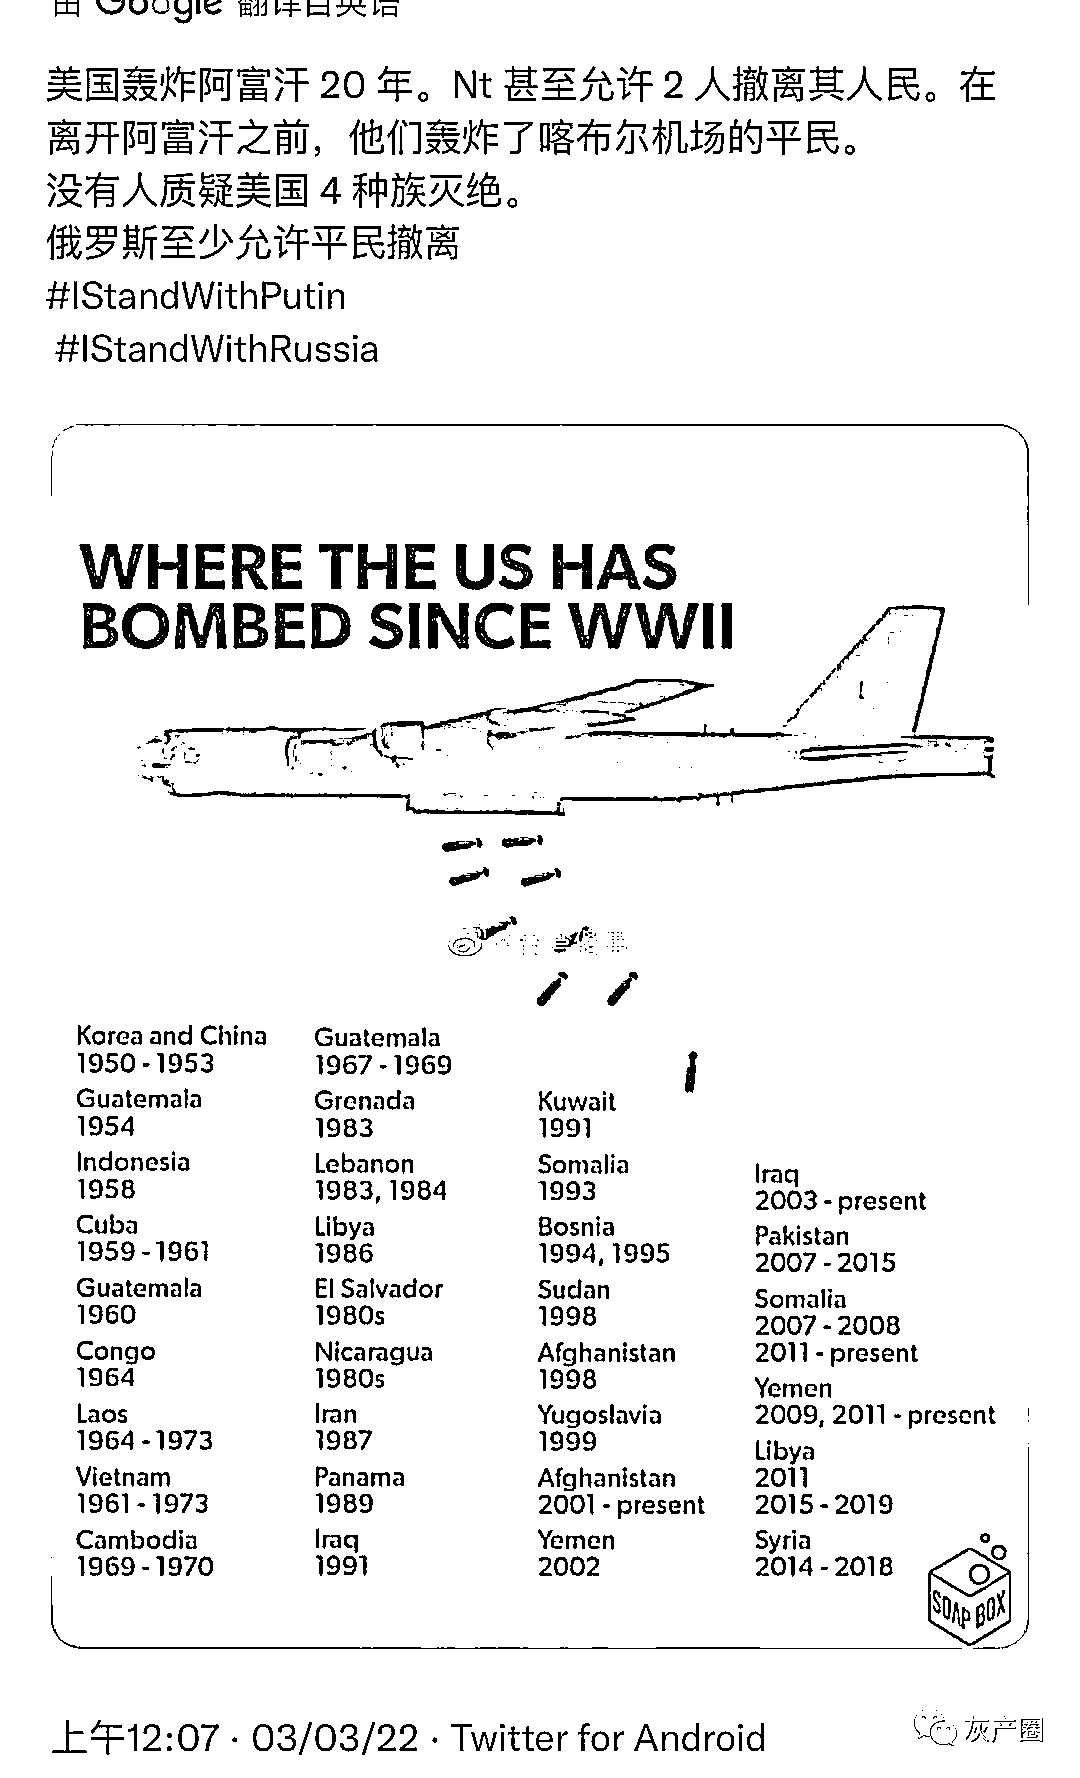 由 Google 翻译自英语
美国轰炸阿富汗 20 年。Nt 甚至允许 2 人撤离其人民。在
离开阿富汗之前，他们轰炸了喀布尔机场的平民。
没有人质疑美国 4 种族灭绝。
俄罗斯至少允许平民撤离
#IStandWithPutin
#IStandWithRussia
WHERE THE US HAS
BOMBED SINCE WWII
Korea and China
1950 - 1953
Guatemala
1954
Indonesia
1958
Cuba
1959 - 1961
Guatemala
1960
Congo
1964
Laos
1964 - 1973
Vietnam
1961 - 1973
Cambodia
1969 - 1970
Guatemala
1967 - 1969
Grenada
1983
Lebanon
1983, 1984
Libya
1986
El Salvador
1980s
Nicaragua
1980s
Iran
1987
Panama
1989
Iraq
1991
Kuwait
1991
Somalia
1993
Bosnia
1994, 1995
Sudan
1998
Afghanistan
1998
Yugoslavia
1999
Afghanistan
2001 - present
Yemen
2002
Iraq
2003 - present
Pakistan
2007 - 2015
Somalia
2007 - 2008
2011 - present
Yemen
2009, 2011 - present
Libya
2011
2015 - 2019
Syria
2014 - 2018
SOAP BOX
上午12:07 · 03/03/22 · Twitter for Android
灰产圈